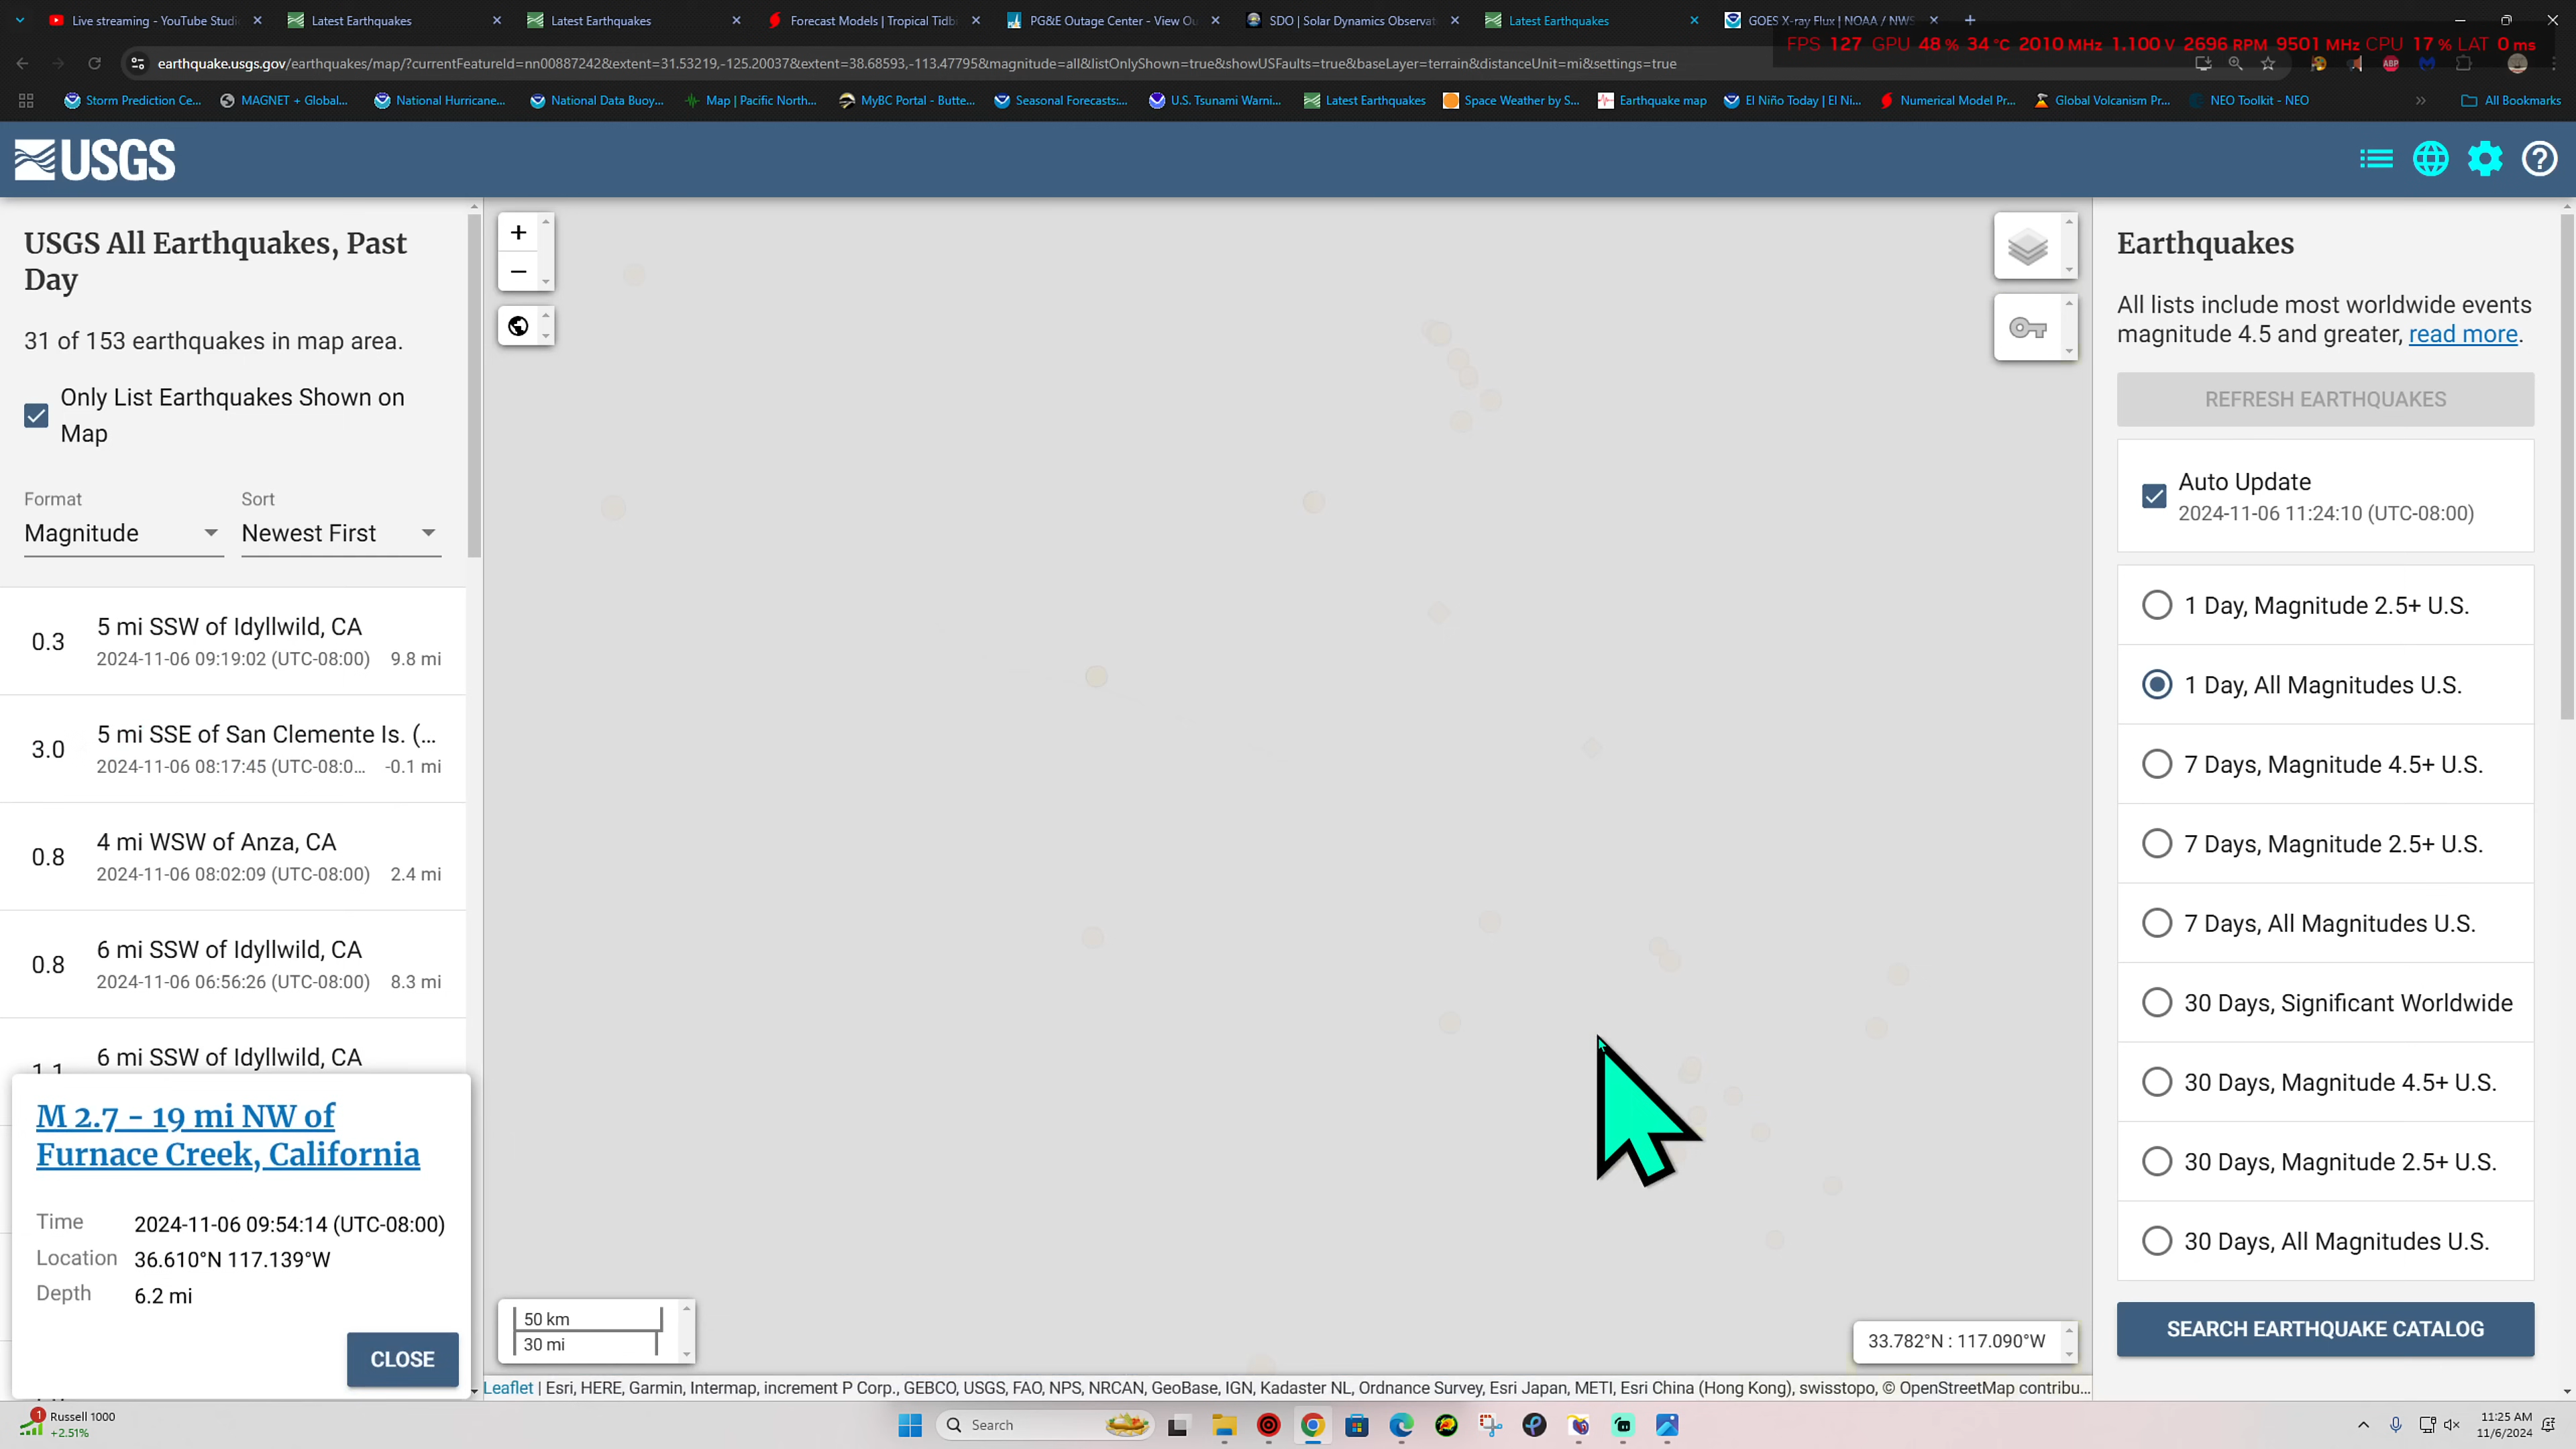 Live streaming - YouTube Studi
Latest Earthquakes
Latest Earthquakes
Forecast Models | Tropical Tidb
PG&E Outage Center - View Ou
SDO | Solar Dynamics Observat
Latest Earthquakes
GOES X-ray Flux | NOAA / NWS
FPS 127 GPU 48 % 34 °C 2010 MHz 1.100 V 2696 RPM 9501 MHz CPU 17 % LAT 0 ms
earthquake.usgs.gov/earthquakes/map/?currentFeatureId=nn00887242&extent=31.53219,-125.20037&extent=38.68593,-113.47795&magnitude=all&listOnlyShown=true&showUSFaults=true&baseLayer=terrain&distanceUnit=mi&settings=true
ABP
Storm Prediction Ce...
MAGNET + Global...
National Hurricane...
National Data Buoy...
Map | Pacific North...
MyBC Portal - Butte...
Seasonal Forecasts:...
U.S. Tsunami Warni...
Latest Earthquakes
Space Weather by S...
Earthquake map
El Niño Today | El Ni...
Numerical Model Pr...
Global Volcanism Pr...
NEO Toolkit - NEO
»
All Bookmarks
USGS
USGS All Earthquakes, Past
Day
31 of 153 earthquakes in map area.
Only List Earthquakes Shown on
Map
Format
Sort
Magnitude
Newest First
0.3
5 mi SSW of Idyllwild, CA
2024-11-06 09:19:02 (UTC-08:00) 9.8 mi
3.0
5 mi SSE of San Clemente Is. (...
2024-11-06 08:17:45 (UTC-08:0... -0.1 mi
0.8
4 mi WSW of Anza, CA
2024-11-06 08:02:09 (UTC-08:00) 2.4 mi
0.8
6 mi SSW of Idyllwild, CA
2024-11-06 06:56:26 (UTC-08:00) 8.3 mi
1.1
6 mi SSW of Idyllwild, CA
M 2.7 - 19 mi NW of
Furnace Creek, California
Time 2024-11-06 09:54:14 (UTC-08:00)
Location 36.610°N 117.139°W
Depth 6.2 mi
CLOSE
+
−
50 km
30 mi
33.782°N : 117.090°W
Leaflet | Esri, HERE, Garmin, Intermap, increment P Corp., GEBCO, USGS, FAO, NPS, NRCAN, GeoBase, IGN, Kadaster NL, Ordnance Survey, Esri Japan, METI, Esri China (Hong Kong), swisstopo, © OpenStreetMap contribu...
Earthquakes
All lists include most worldwide events
magnitude 4.5 and greater, read more.
REFRESH EARTHQUAKES
Auto Update
2024-11-06 11:24:10 (UTC-08:00)
1 Day, Magnitude 2.5+ U.S.
1 Day, All Magnitudes U.S.
7 Days, Magnitude 4.5+ U.S.
7 Days, Magnitude 2.5+ U.S.
7 Days, All Magnitudes U.S.
30 Days, Significant Worldwide
30 Days, Magnitude 4.5+ U.S.
30 Days, Magnitude 2.5+ U.S.
30 Days, All Magnitudes U.S.
SEARCH EARTHQUAKE CATALOG
1
Russell 1000
+2.51%
Search
11:25 AM
11/6/2024